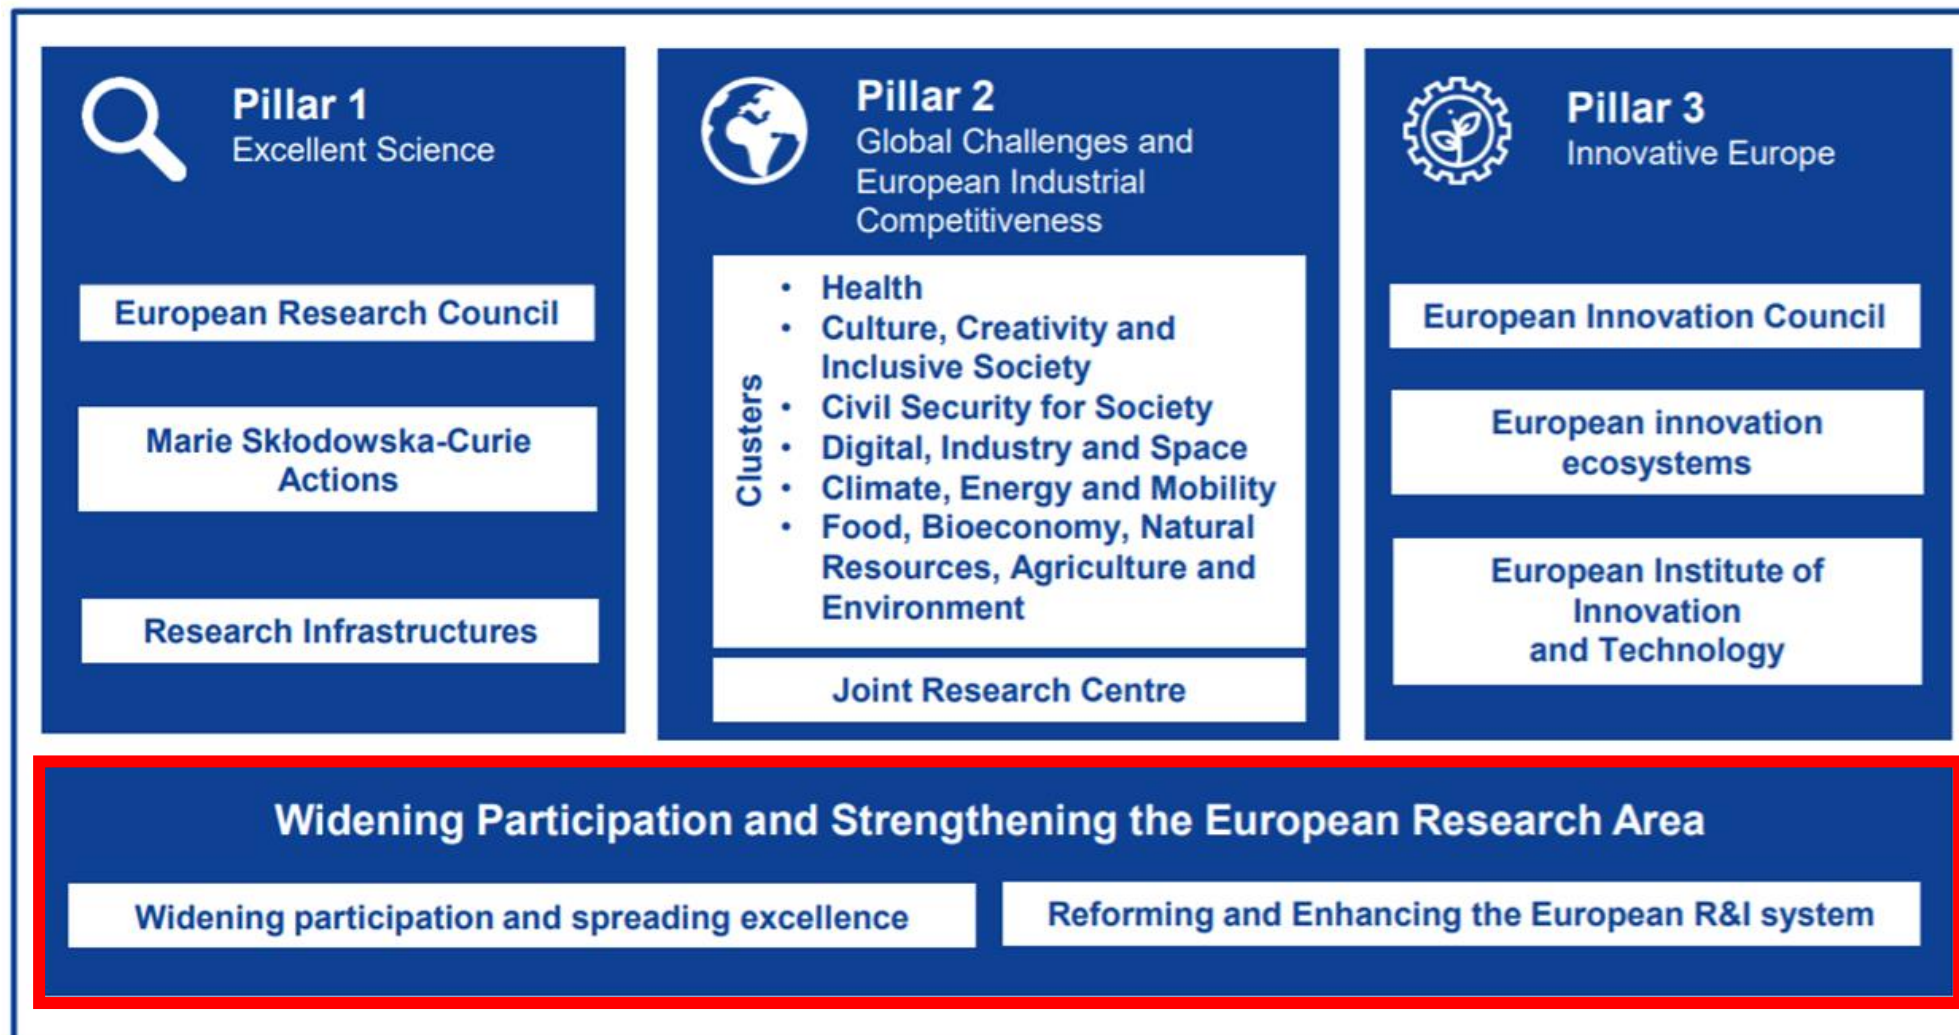 Pillar 1
Excellent Science
European Research Council
Marie Skłodowska-Curie
Actions
Research Infrastructures
Pillar 2
Global Challenges and
European Industrial
Competitiveness
Clusters
• Health
• Culture, Creativity and
Inclusive Society
• Civil Security for Society
• Digital, Industry and Space
• Climate, Energy and Mobility
• Food, Bioeconomy, Natural
Resources, Agriculture and
Environment
Joint Research Centre
Pillar 3
Innovative Europe
European Innovation Council
European innovation
ecosystems
European Institute of
Innovation
and Technology
Widening Participation and Strengthening the European Research Area
Widening participation and spreading excellence
Reforming and Enhancing the European R&I system